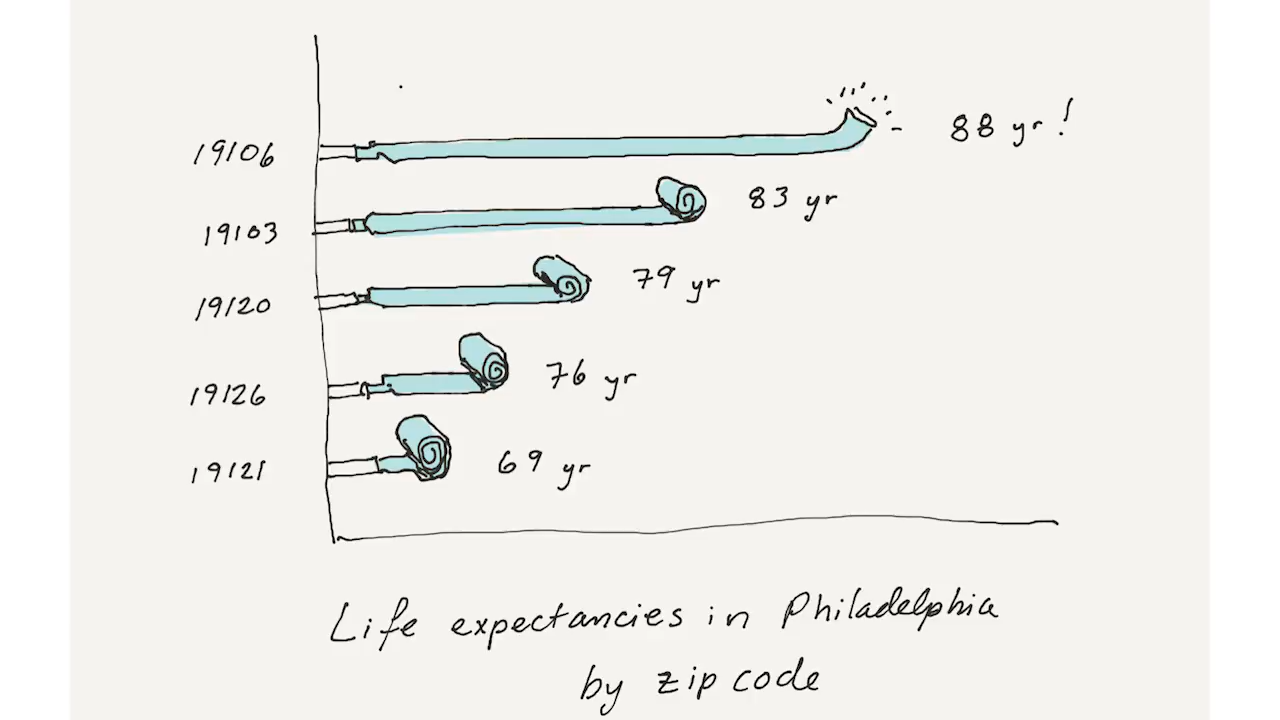 19106 88 yr!
19103 83 yr
19120 79 yr
19126 76 yr
19121 69 yr
Life expectancies in Philadelphia
by zip code